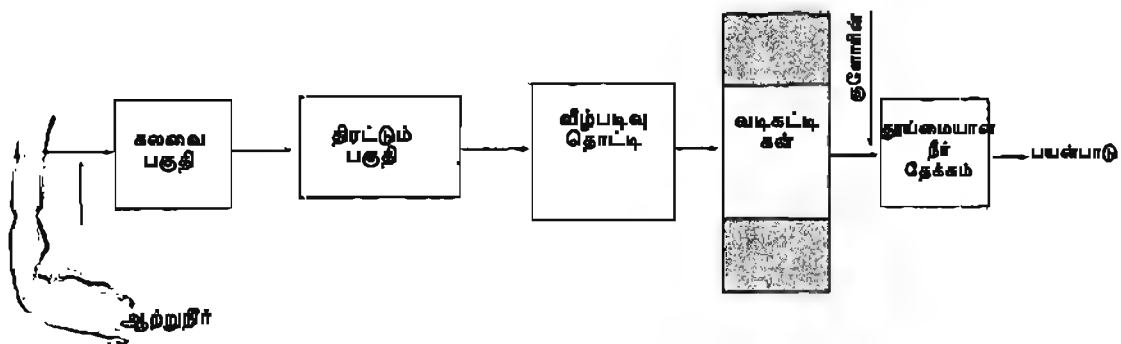 கலவை
பகுதி
திரட்டும்
பகுதி
வீழ்படிவு
தொட்டி
வடிகட்டி
கள்
குளோரின்
தூய்மையான
நீர்
தேக்கம்
பயன்பாடு
ஆற்றுநீர்